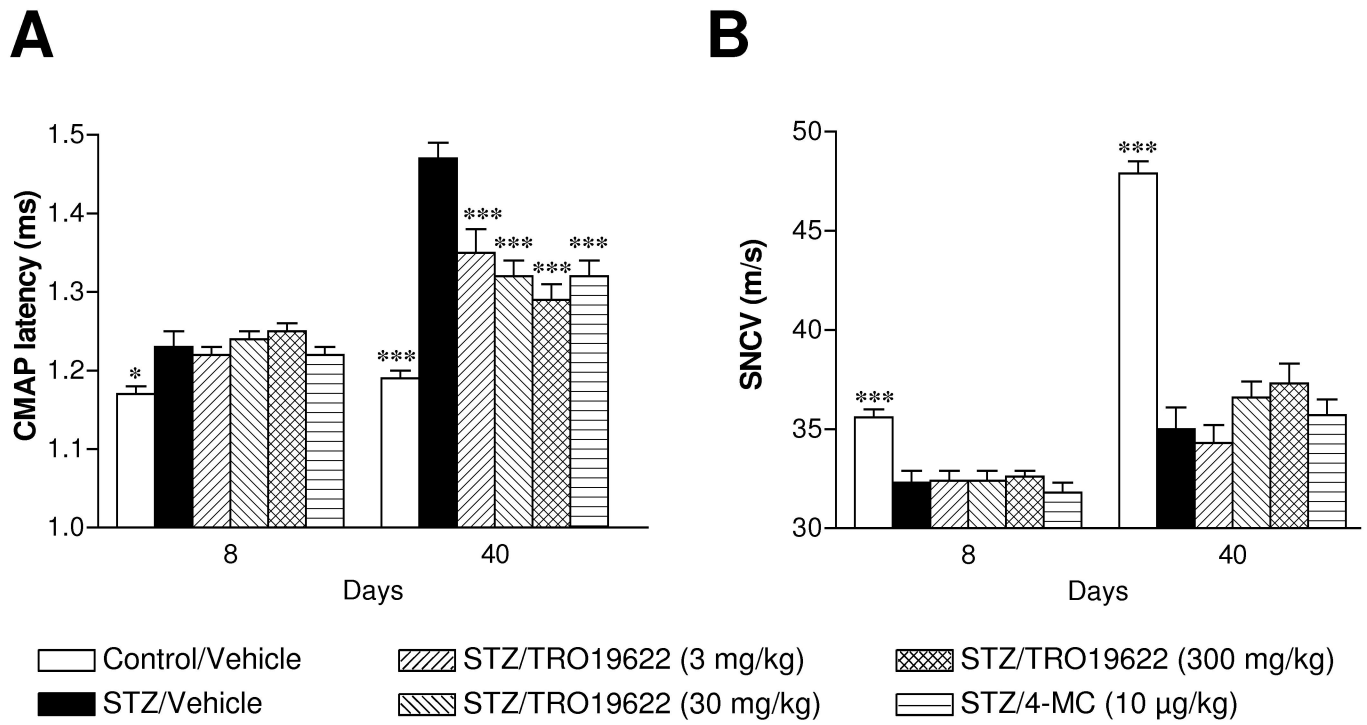 A
B
CMAP latency (ms)
1.5
1.4
1.3
1.2
1.1
1.0
*
***
***
***
***
***
8
40
Days
SNCV (m/s)
50
45
40
35
30
***
***
8
40
Days
Control/Vehicle
STZ/TRO19622 (3 mg/kg)
STZ/TRO19622 (300 mg/kg)
STZ/Vehicle
STZ/TRO19622 (30 mg/kg)
STZ/4-MC (10 µg/kg)